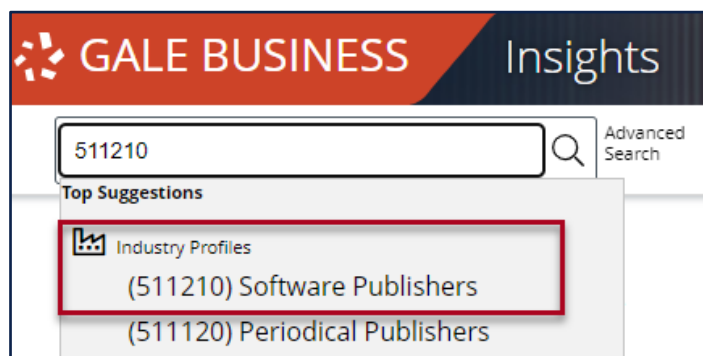 GALE BUSINESS Insights
511210
Advanced
Search
Top Suggestions
Industry Profiles
(511210) Software Publishers
(511120) Periodical Publishers